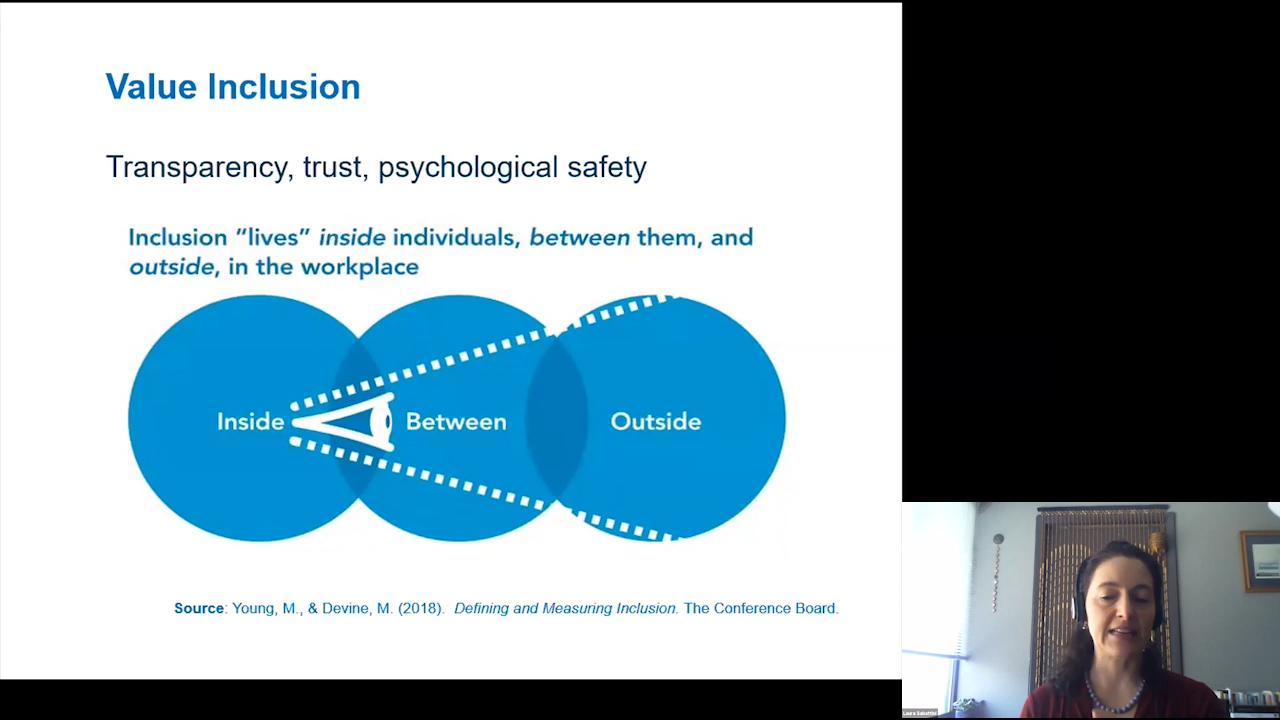 Value Inclusion
Transparency, trust, psychological safety
Inclusion “lives” inside individuals, between them, and
outside, in the workplace
Inside
Between
Outside
Source: Young, M., & Devine, M. (2018). Defining and Measuring Inclusion. The Conference Board.